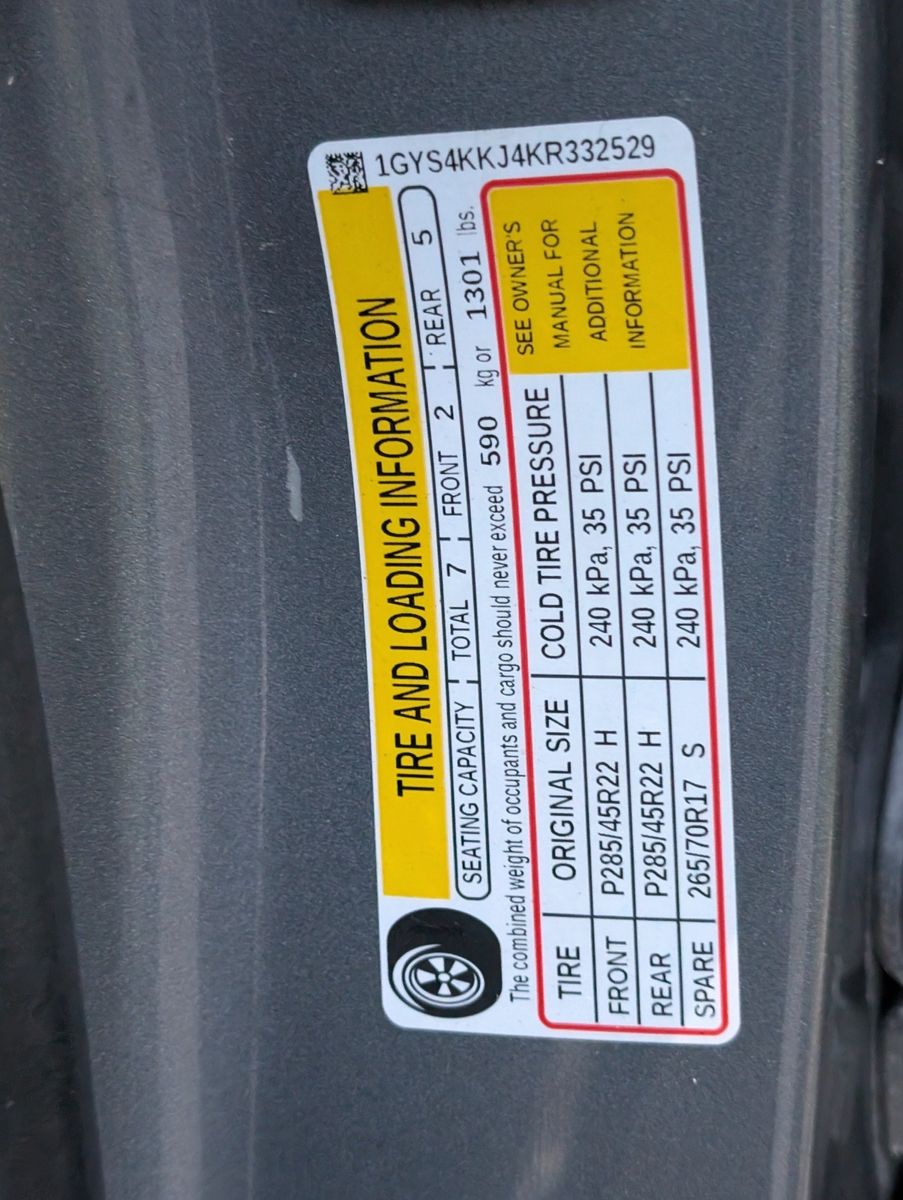 1GYS4KKJ4KR332529
TIRE AND LOADING INFORMATION
SEATING CAPACITY TOTAL 7 FRONT 2 REAR 5
The combined weight of occupants and cargo should never exceed 590 kg or 1301 lbs.
TIRE ORIGINAL SIZE COLD TIRE PRESSURE
FRONT P285/45R22 H 240 kPa, 35 PSI
REAR P285/45R22 H 240 kPa, 35 PSI
SPARE 265/70R17 S 240 kPa, 35 PSI
SEE OWNER'S
MANUAL FOR
ADDITIONAL
INFORMATION